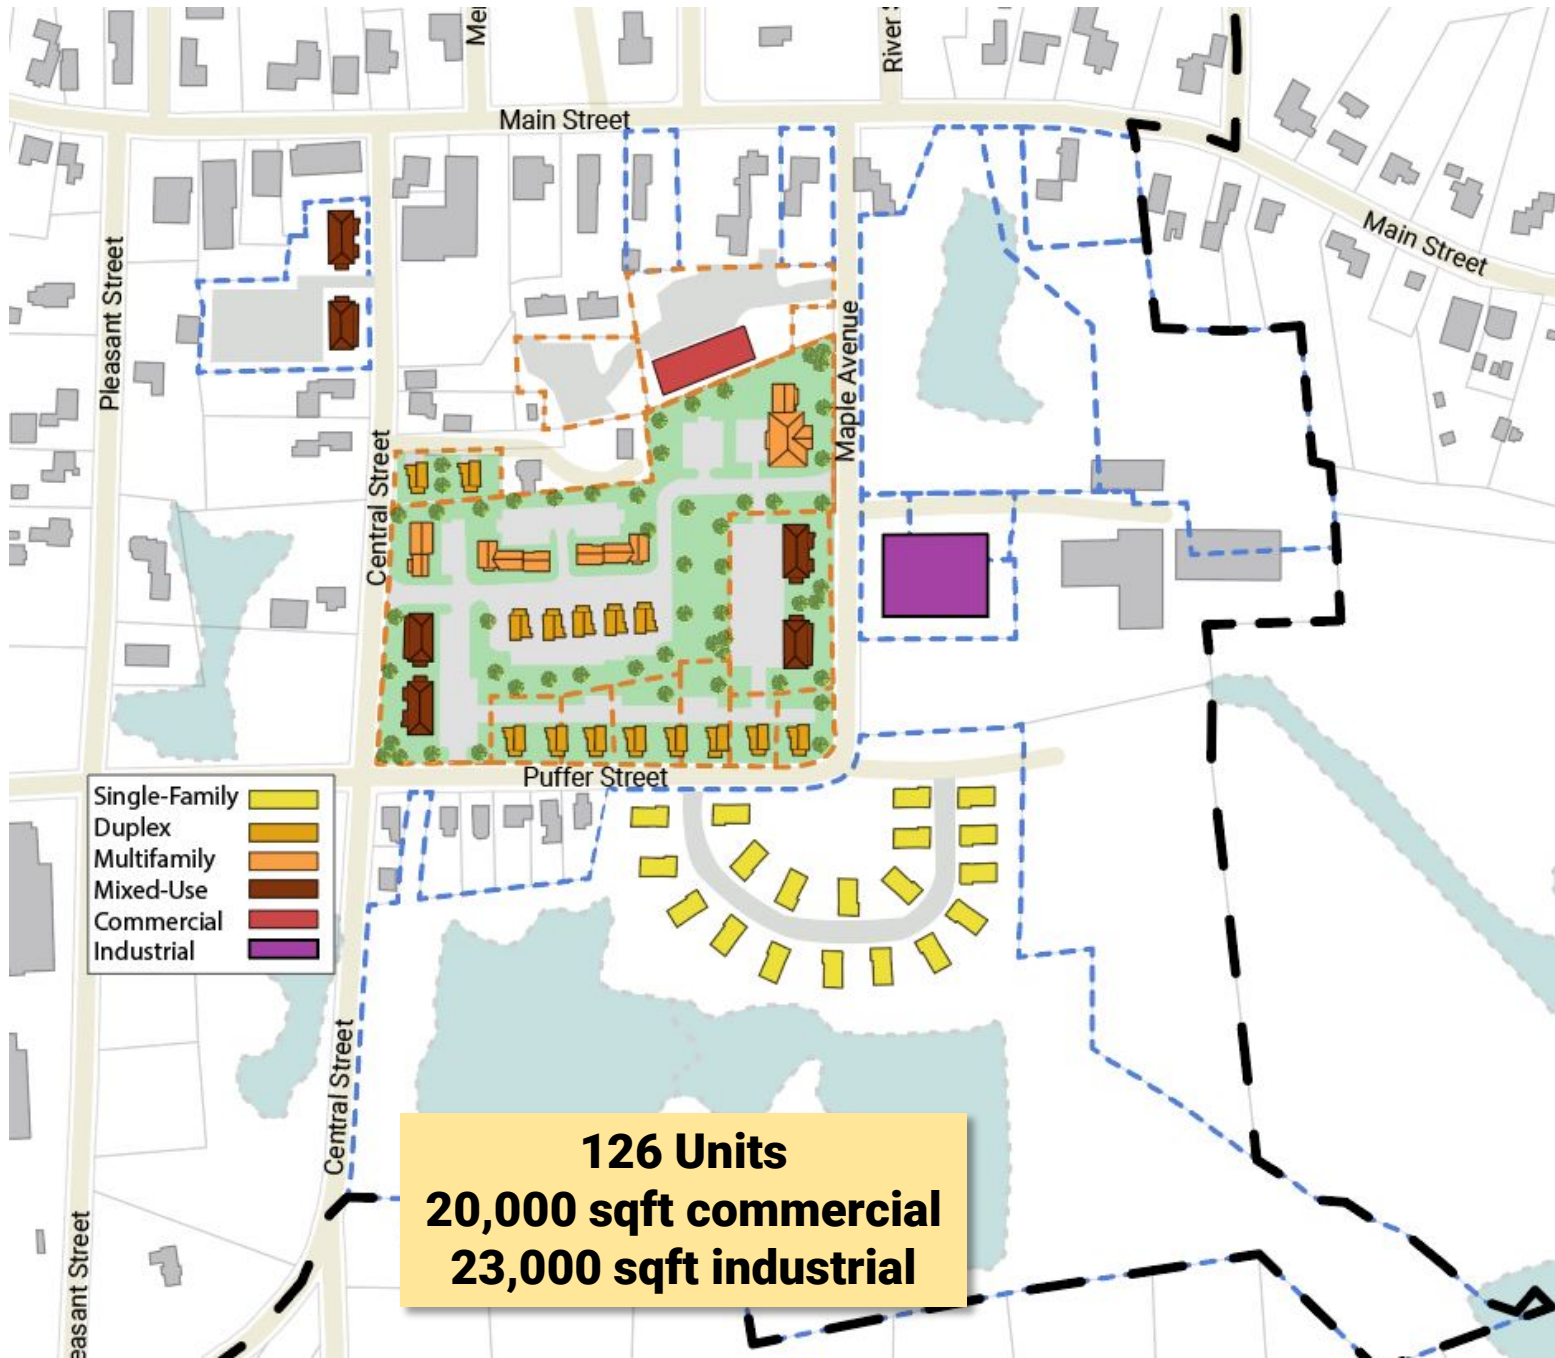 Mer
River S
Main Street
Main Street
Pleasant Street
Maple Avenue
Central Street
Puffer Street
Single-Family
Duplex
Multifamily
Mixed-Use
Commercial
Industrial
Central Street
easant Street
126 Units
20,000 sqft commercial
23,000 sqft industrial